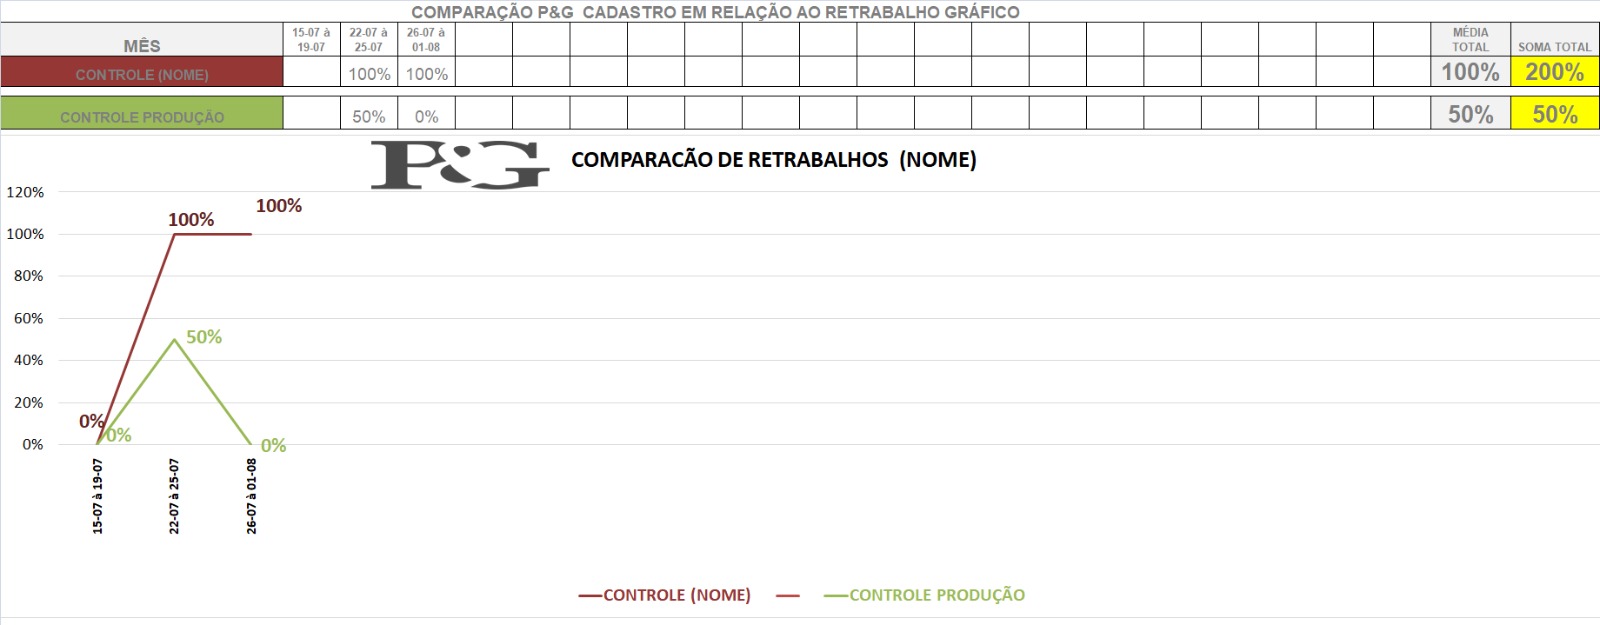 COMPARAÇÃO P&G CADASTRO EM RELAÇÃO AO RETRABALHO GRÁFICO
MÊS
15-07 à
19-07
22-07 à
25-07
26-07 à
01-08
MÉDIA
TOTAL
SOMA TOTAL
CONTROLE (NOME)
100%
100%
100%
200%
CONTROLE PRODUÇÃO
50%
0%
50%
50%
P&G
COMPARACÃO DE RETRABALHOS (NOME)
120%
100%
80%
60%
40%
20%
0%
100%
100%
50%
0%
0%
0%
15-07 à 19-07
22-07 à 25-07
26-07 à 01-08
CONTROLE (NOME)
CONTROLE PRODUÇÃO